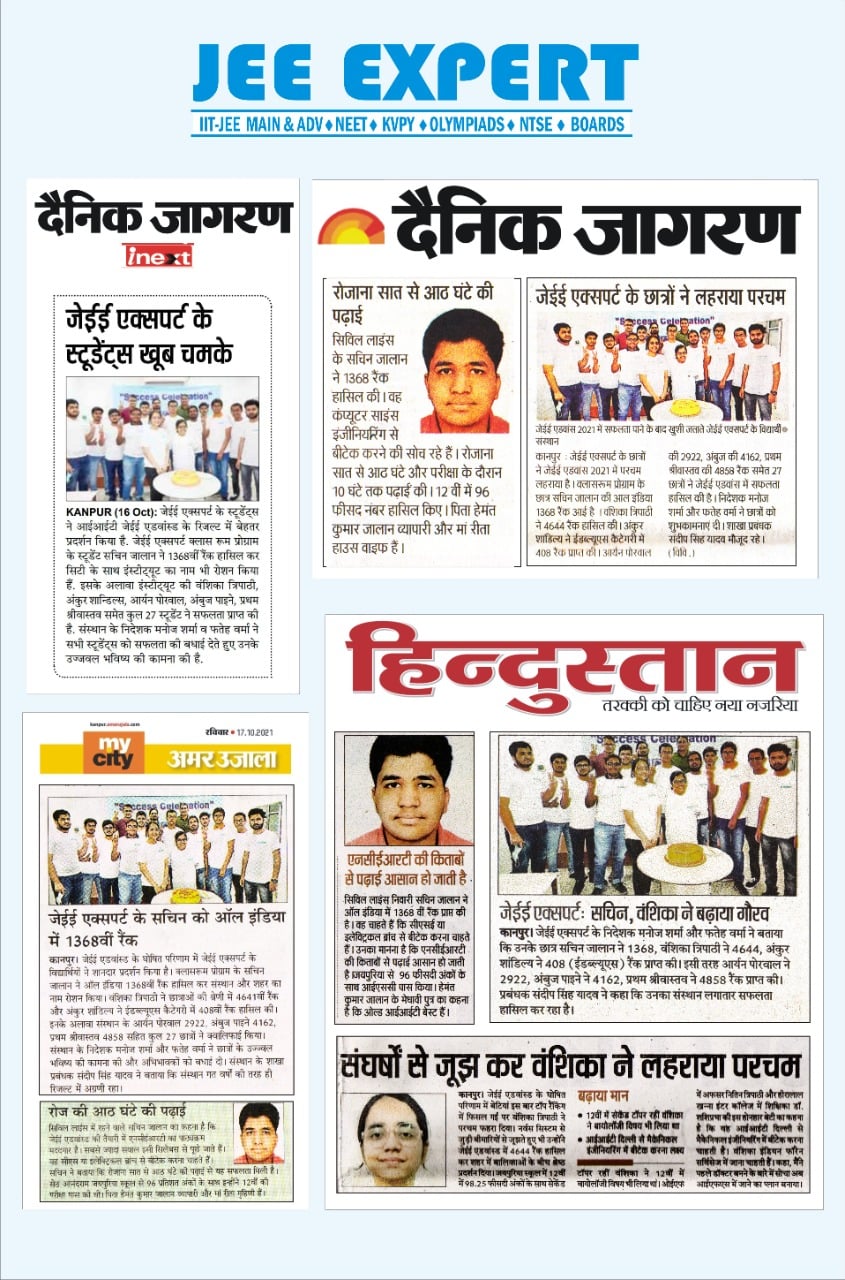 JEE EXPERT
IIT-JEE MAIN & ADV♦NEET♦ KVPY ♦OLYMPIADS♦ NTSE ♦ BOARDS
दैनिक जागरण
inext
जेईई एक्सपर्ट के
स्टूडेंट्स खूब चमके
"Success Celebration"
KANPUR (16 Oct): जेईई एक्सपर्ट के स्टूडेंट्स
ने आईआईटी जेईई एडवांस्ड के रिजल्ट में बेहतर
प्रदर्शन किया है. जेईई एक्सपर्ट क्लास रूम प्रोग्राम
के स्टूडेंट सचिन जालान ने 1368वीं रैंक हासिल कर
सिटी के साथ इंस्टीट्यूट का नाम भी रोशन किया
हैं. इसके अलावा इंस्टीट्यूट की वंशिका त्रिपाठी,
अंकुर शान्डिल्स, आर्यन पोरवाल, अंबुज पाइने, प्रथम
श्रीवास्तव समेत कुल 27 स्टूडेंट ने सफलता प्राप्त की
है. संस्थान के निदेशक मनोज शर्मा व फतेह वर्मा ने
सभी स्टूडेंट्स को सफलता की बधाई देते हुए उनके
उज्जवल भविष्य की कामना की है.
दैनिक जागरण
रोजाना सात से आठ घंटे की
पढ़ाई
सिविल लाइंस
के सचिन जालान
ने 1368 रैंक
हासिल की। वह
कंप्यूटर साइंस
इंजीनियरिंग से
बीटेक करने की सोच रहे हैं। रोजाना
सात से आठ घंटे और परीक्षा के दौरान
10 घंटे तक पढ़ाई की। 12 वीं में 96
फीसद नंबर हासिल किए। पिता हेमंत
कुमार जालान व्यापारी और मां रीता
हाउस वाइफ हैं।
जेईई एक्सपर्ट के छात्रों ने लहराया परचम
"Success Celebration"
जेईई एडवांस 2021 में सफलता पाने के बाद खुशी जताते जेईई एक्सपर्ट के विद्यार्थी
संस्थान
कानपुर : जेईई एक्सपर्ट के छात्रों
ने जेईई एडवांस 2021 में परचम
लहराया है। क्लासरूम प्रोग्राम के
छात्र सचिन जालान की आल इंडिया
1368 रैंक आई है । वंशिका त्रिपाठी
ने 4644 रैंक हासिल की। अंकुर
शांडिल्य ने ईडब्ल्यूएस कैटेगरी में
408 रैंक प्राप्त की। आर्यन पोरवाल
की 2922, अंबुज की 4162, प्रथम
श्रीवास्तव की 4858 रैंक समेत 27
छात्रों ने जेईई एडवांस में सफलता
हासिल की है। निदेशक मनोज
शर्मा और फतेह वर्मा ने छात्रों को
शुभकामनाएं दी। शाखा प्रबंधक
संदीप सिंह यादव मौजूद रहे।
(विवि.)
हिन्दुस्तान
तरक्की को चाहिए नया नजरिया
एनसीईआरटी की किताबों
से पढ़ाई आसान हो जाती है
सिविल लाइंस निवारी सचिन जालान ने
ऑल इंडिया में 1368 वीं रैंक प्राप्त की
है। वह चाहते हैं कि सीएसई या
इलेक्ट्रिकल ब्रांच से बीटेक करना चाहते
हैं। उनका मानना है कि एनसीईआरटी
की किताबों से पढ़ाई आसान हो जाती
है।जयपुरिया से 96 फीसदी अंकों के
साथ आईएससी पास किया। हेमंत
कुमार जालान के मेधावी पुत्र का कहना
है कि ओल्ड आईआईटी बेस्ट हैं।
Success Celebration
जेईई एक्सपर्टः सचिन, वंशिका ने बढ़ाया गौरव
कानपुर। जेईई एक्सपर्ट के निदेशक मनोज शर्मा और फतेह वर्मा ने बताया
कि उनके छात्र सचिन जालान ने 1368, वंशिका त्रिपाठी ने 4644, अंकुर
शांडिल्य ने 408 (ईडब्ल्यूएस) रैंक प्राप्त की। इसी तरह आर्यन पोरवाल ने
2922, अंबुज पाइने ने 4162, प्रथम श्रीवास्तव ने 4858 रैंक प्राप्त की।
प्रबंधक संदीप सिंह यादव ने कहा कि उनका संस्थान लगातार सफलता
हासिल कर रहा है।
kanpur.amarujala.com
रविवार • 17.10.2021
my
city
अमर उजाला
"Success Celebration"
जेईई एक्सपर्ट के सचिन को ऑल इंडिया
में 1368वीं रैंक
कानपुर। जेईई एडवांस्ड के घोषित परिणाम में जेईई एक्सपर्ट के
विद्यार्थियों ने शानदार प्रदर्शन किया है। क्लासरूम प्रोग्राम के सचिन
जालान ने ऑल इंडिया 1368वीं रैंक हासिल कर संस्थान और शहर का
नाम रोशन किया। वंशिका त्रिपाठी ने छात्राओं की श्रेणी में 4641वीं रैंक
और अंकुर शांडिल्य ने ईडब्ल्यूएस कैटेगरी में 408वीं रैंक हासिल की।
इनके अलावा संस्थान के आर्यन पोरवाल 2922, अंबुज पाइने 4162,
प्रथम श्रीवास्तव 4858 सहित कुल 27 छात्रों ने क्वालिफाई किया।
संस्थान के निदेशक मनोज शर्मा और फतेह वर्मा ने छात्रों के उज्ज्वल
भविष्य की कामना की और अभिभावकों को बधाई दी। संस्थान के शाखा
प्रबंधक संदीप सिंह यादव ने बताया कि संस्थान गत वर्षों की तरह ही
रिजल्ट में अग्रणी रहा।
रोज की आठ घंटे की पढ़ाई
सिविल लाइंस में रहने वाले सचिन जालान का कहना है कि
जेईई एडवांस्ड की तैयारी में एनसीआरटी का पाठ्यक्रम
मददगार है। सबसे ज्यादा सवाल इसी सिलेबस से पूछे जाते हैं।
वह सीएस या इलेक्ट्रिकल ब्रांच से बीटेक करना चाहते हैं।
सचिन ने बताया कि रोजाना सात से आठ घंटे की पढ़ाई से यह सफलता मिली है।
सेठ आनंदराम जयपुरिया स्कूल से 96 प्रतिशत अंकों के साथ उन्होंने 12वीं की
परीक्षा पास की थी। पिता हेमंत कुमार जालान व्यापारी और मां रीता गृहिणी हैं।
संघर्षों से जूझ कर वंशिका ने लहराया परचम
कानपुर। जेईई एडवांस्ड के घोषित
परिणाम में बेटियां इस बार टॉप रैंकिंग
में फिसल गईं पर वंशिका त्रिपाठी ने
परचम फहरा दिया। नर्वस सिस्टम से
जुड़ी बीमारियों से जूझते हुए भी उन्होंने
जेईई एडवांस्ड में 4644 रैंक हासिल
कर शहर में बालिकाओं के बीच श्रेष्ठ
प्रदर्शन दिया। जयपुरिया स्कूल में 12वीं
में 98.25 फीसदी अंकों के साथ सेकेंड
बढ़ाया मान
• 12वीं में सेकेंड टॉपर रहीं वंशिका
ने बायोलॉजी विषय भी लिया था
• आईआईटी दिल्ली से मैकेनिकल
इंजीनियरिंग में बीटेक करना लक्ष्य
टॉपर रहीं वंशिका ने 12वीं में
बायोलॉजी विषय भी लिया था। ओईएफ
में अफसर नितिन त्रिपाठी और हीरालाल
खन्ना इंटर कॉलेज में शिक्षिका डॉ.
शशिप्रभा की इस होनहार बेटी का कहना
है कि वह आईआईटी दिल्ली से
मैकेनिकल इंजीनियरिंग में बीटेक करना
चाहती है। वंशिका इंडियन फॉरेन
सर्विसेज में जाना चाहती हैं। कहा, मैंने
पहले डॉक्टर बनने के बारे में सोचा अब
आईएफएस में जाने का प्लान बनाया।